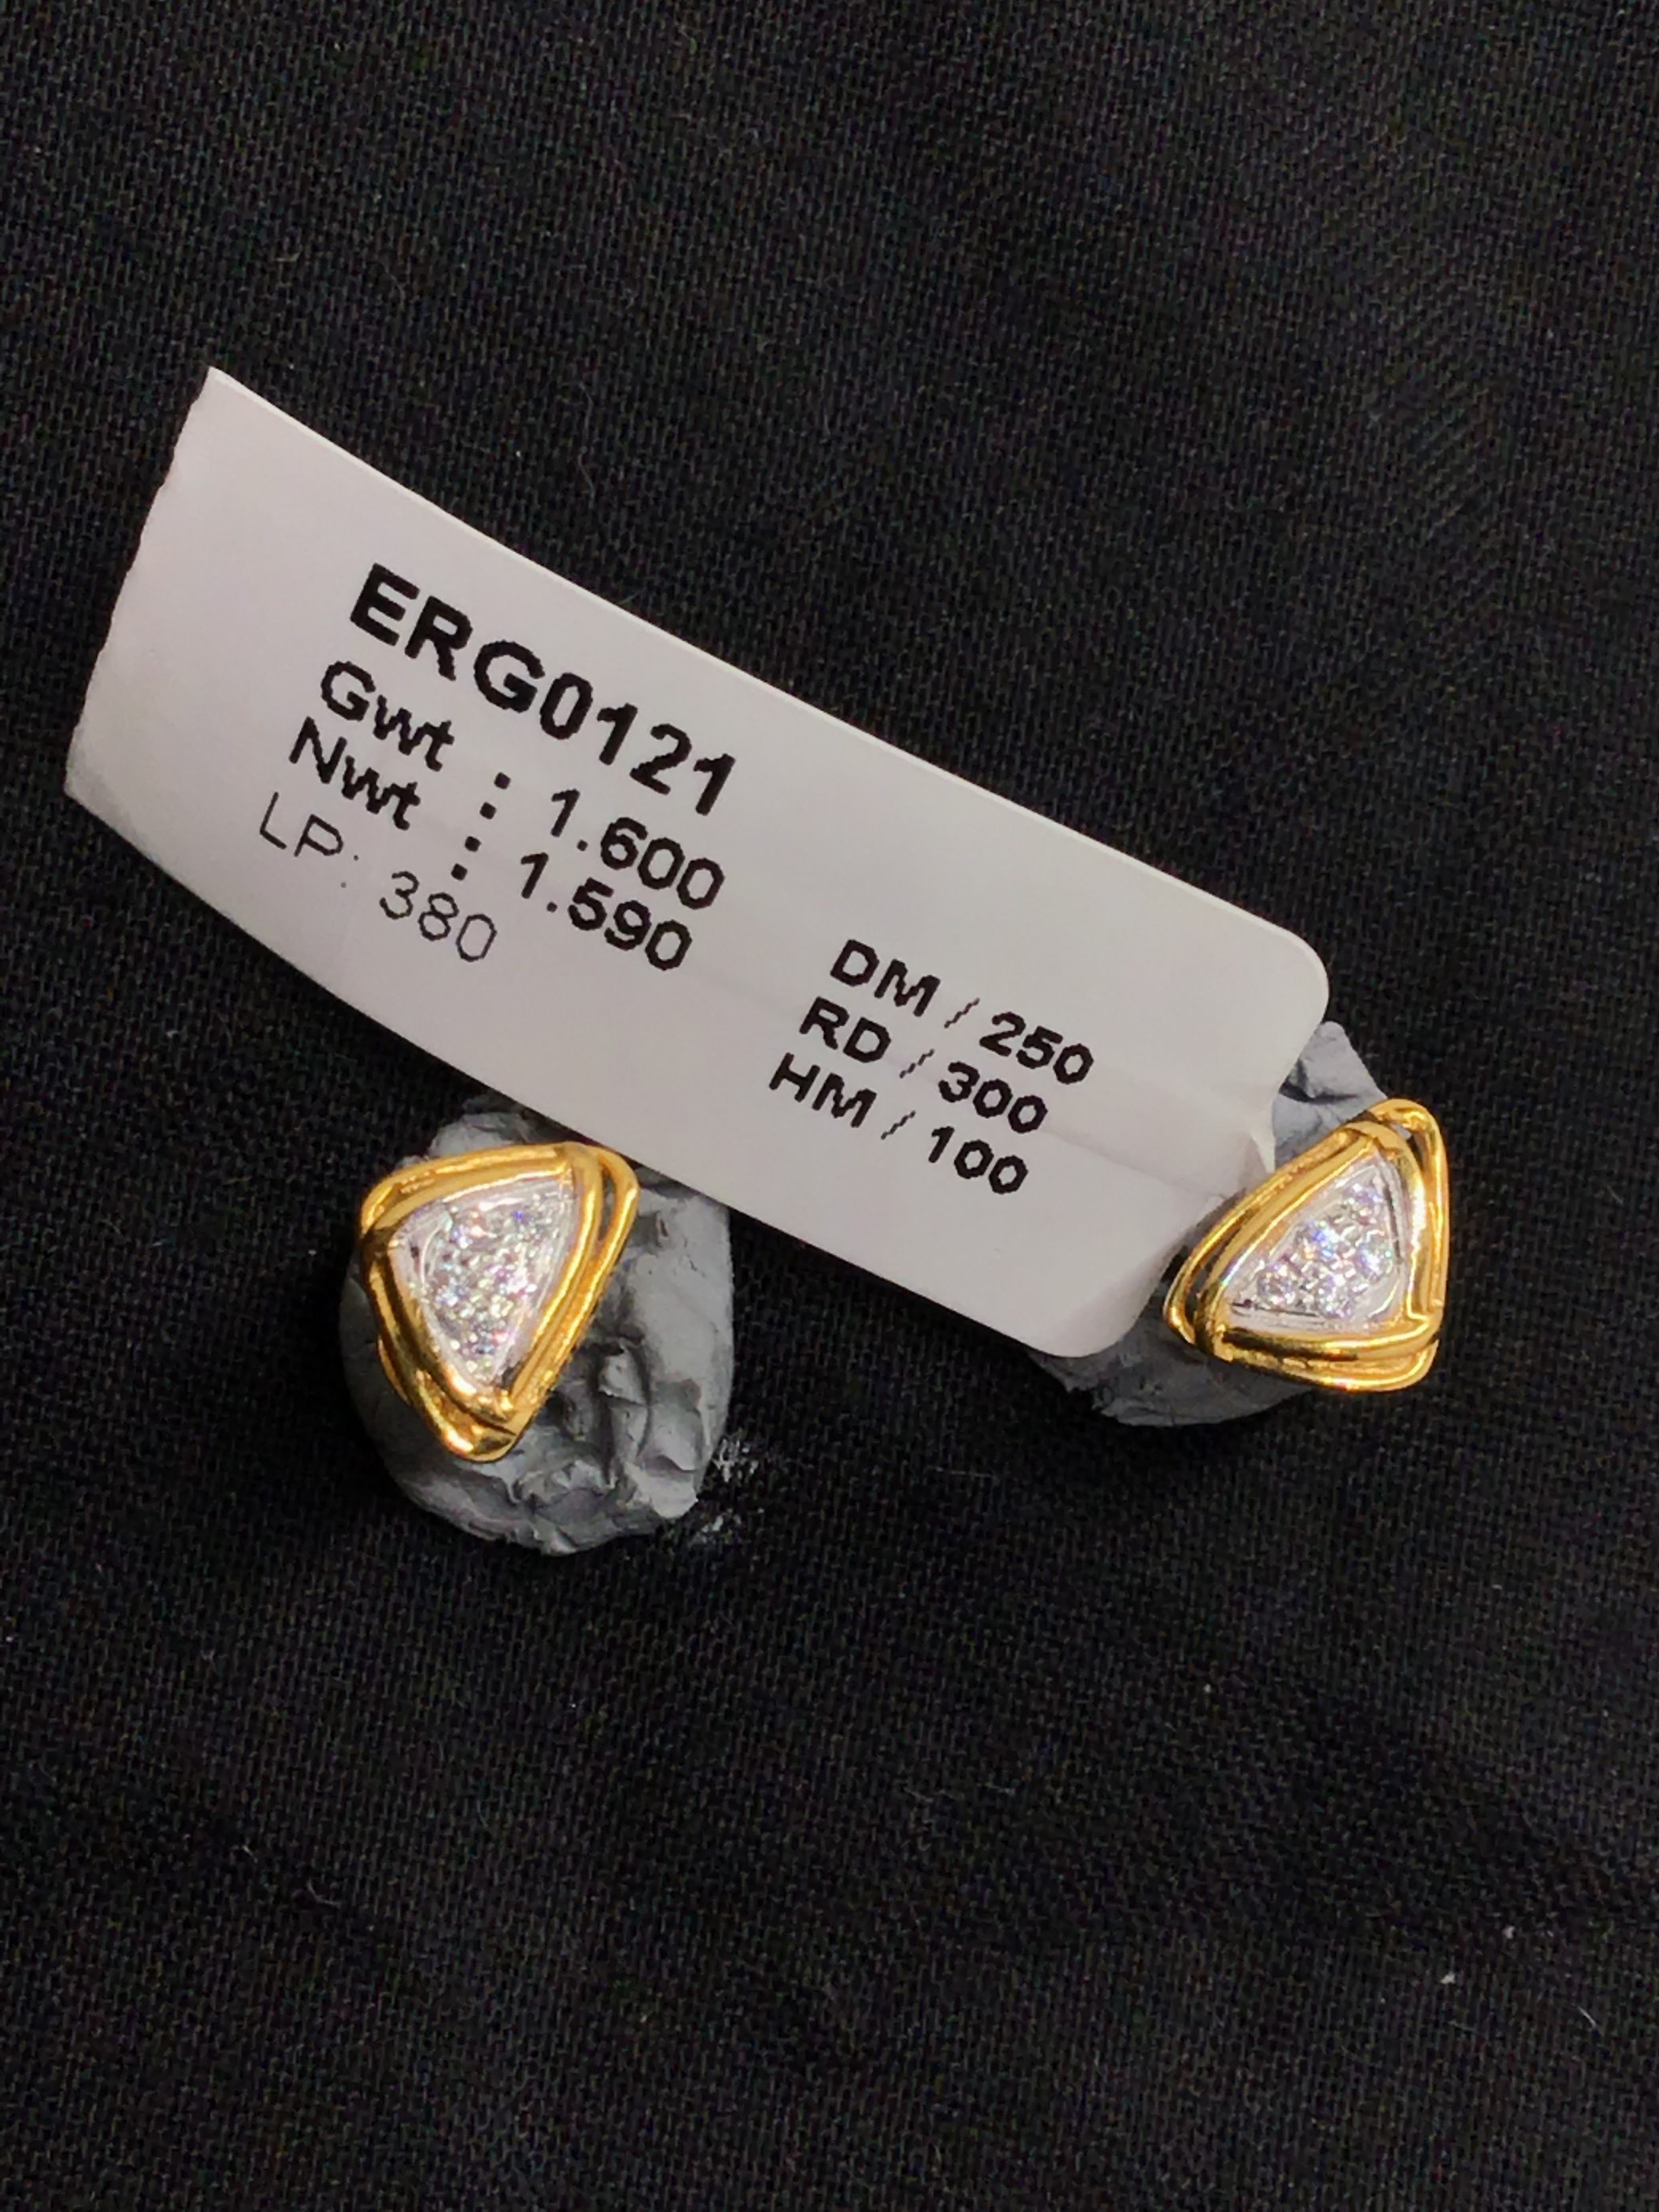 ERG0121
Gwt : 1.600
Nwt : 1.590
LP: 380
DM / 250
RD / 300
HM / 100